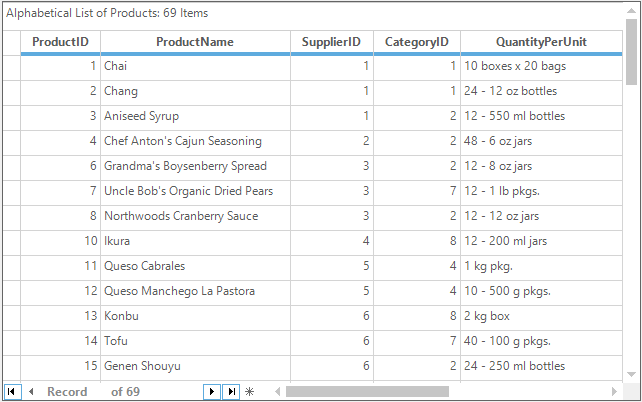 Alphabetical List of Products: 69 Items
ProductID ProductName SupplierID CategoryID QuantityPerUnit
1 Chai 1 1 10 boxes x 20 bags
2 Chang 1 1 24 - 12 oz bottles
3 Aniseed Syrup 1 2 12 - 550 ml bottles
4 Chef Anton's Cajun Seasoning 2 2 48 - 6 oz jars
6 Grandma's Boysenberry Spread 3 2 12 - 8 oz jars
7 Uncle Bob's Organic Dried Pears 3 7 12 - 1 lb pkgs.
8 Northwoods Cranberry Sauce 3 2 12 - 12 oz jars
10 Ikura 4 8 12 - 200 ml jars
11 Queso Cabrales 5 4 1 kg pkg.
12 Queso Manchego La Pastora 5 4 10 - 500 g pkgs.
13 Konbu 6 8 2 kg box
14 Tofu 6 7 40 - 100 g pkgs.
15 Genen Shouyu 6 2 24 - 250 ml bottles
Record of 69